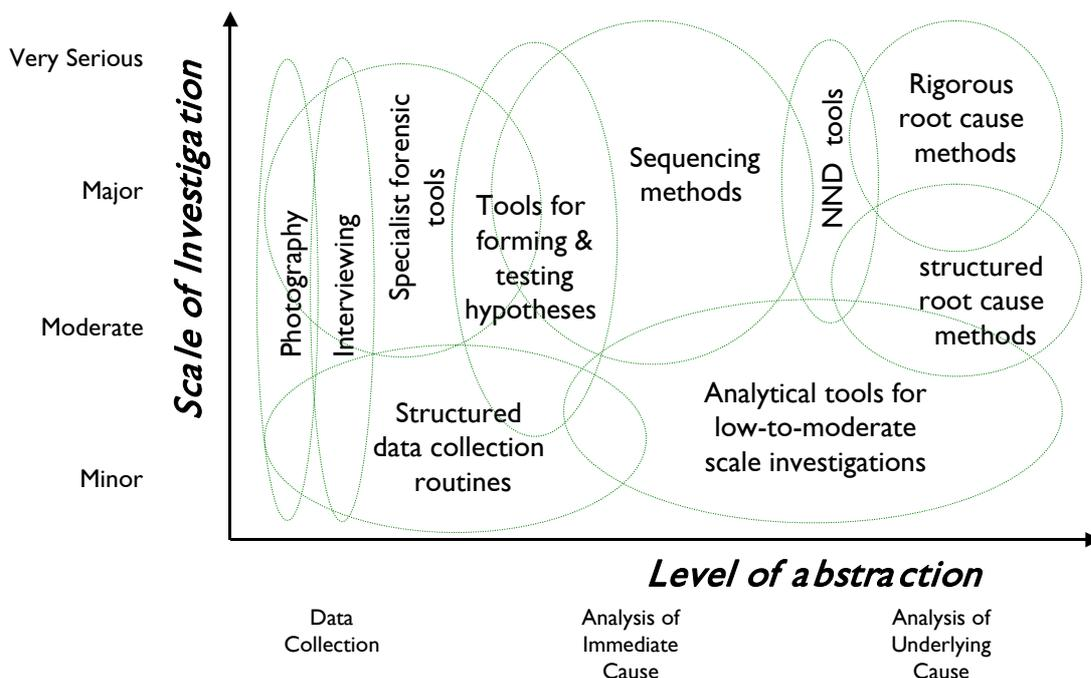 Very Serious
Major
Moderate
Minor
Scale of Investigation
Photography
Interviewing
Specialist forensic
tools
Tools for
forming &
testing
hypotheses
Sequencing
methods
NND tools
Rigorous
root cause
methods
structured
root cause
methods
Structured
data collection
routines
Analytical tools for
low-to-moderate
scale investigations
Level of abstraction
Data
Collection
Analysis of
Immediate
Cause
Analysis of
Underlying
Cause